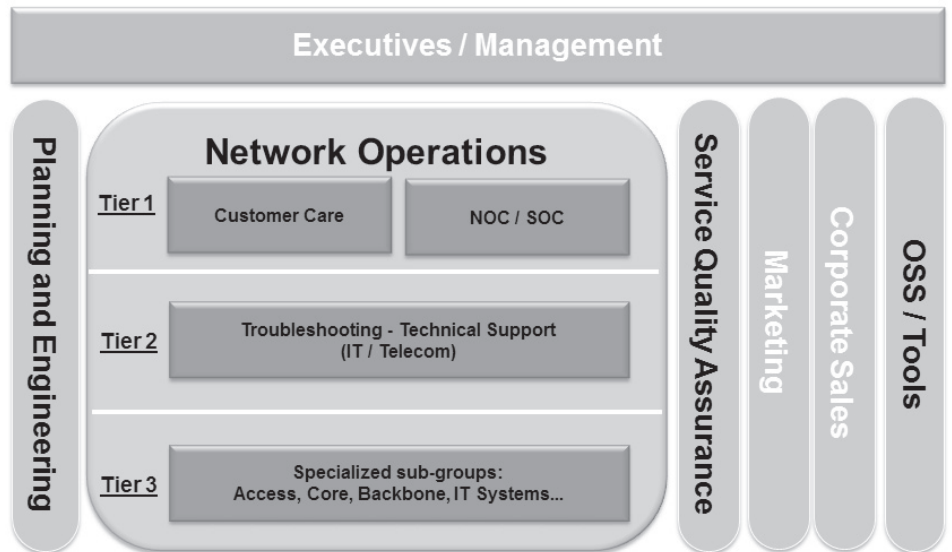 Executives / Management
Planning and Engineering
Network Operations
Tier 1
Customer Care
NOC / SOC
Tier 2
Troubleshooting - Technical Support
(IT / Telecom)
Tier 3
Specialized sub-groups:
Access, Core, Backbone, IT Systems...
Service Quality Assurance
Marketing
Corporate Sales
OSS / Tools